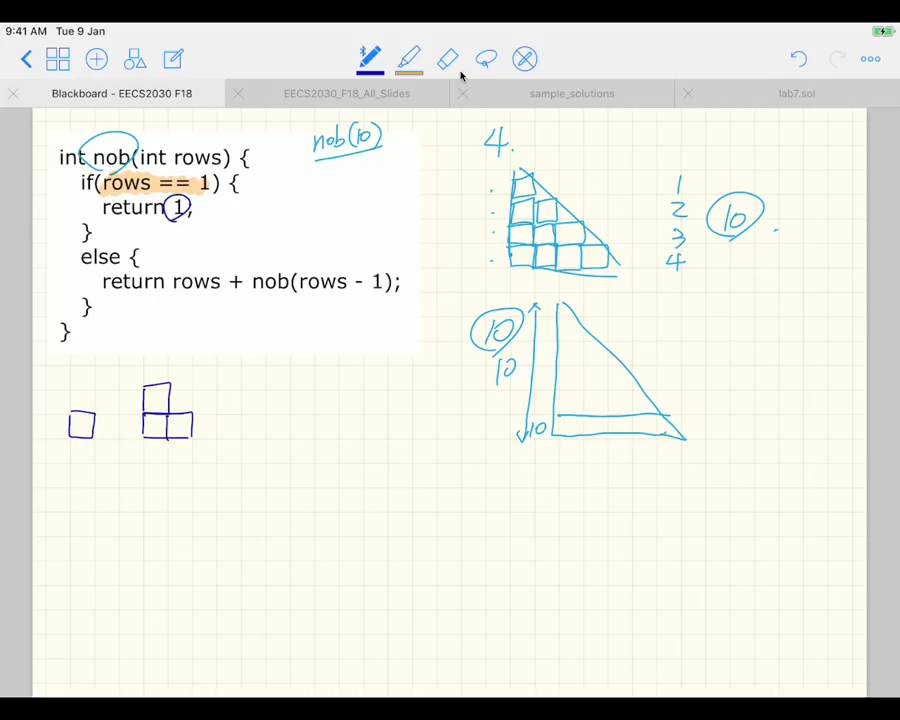 9:41 AM Tue 9 Jan
Blackboard - EECS2030 F18
EECS2030_F18_All_Slides
sample_solutions
lab7.sol
int nob(int rows) {
if(rows == 1) {
return 1;
}
else {
return rows + nob(rows - 1);
}
}
nob(10)
4.
1
2
3
4
10
10
10
10